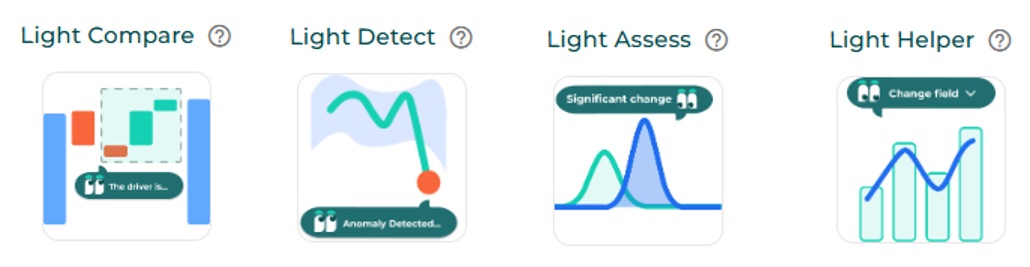 Light Compare
Light Detect
Light Assess
Light Helper
The driver is...
Anomaly Detected...
Significant change
Change field